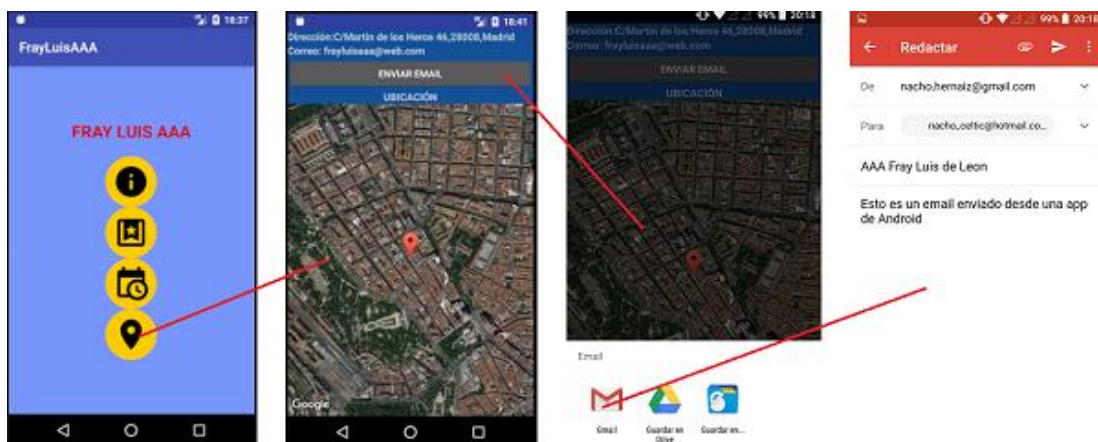 18:37
FrayLuisAAA
FRAY LUIS AAA
18:41
Dirección:C/Martin de los Heros 46,28008,Madrid
Correo: frayluisaaa@web.com
ENVIAR EMAIL
UBICACIÓN
Google
99% 20:18
Dirección:C/Martin de los Heros 46,28008,Madrid
Correo: frayluisaaa@web.com
ENVIAR EMAIL
UBICACIÓN
Email
Gmail
Guardar en
Drive
Guardar en...
99% 20:18
Redactar
De nacho.hernaiz@gmail.com
Para nacho_celtic@hotmail.co...
AAA Fray Luis de Leon
Esto es un email enviado desde una app
de Android